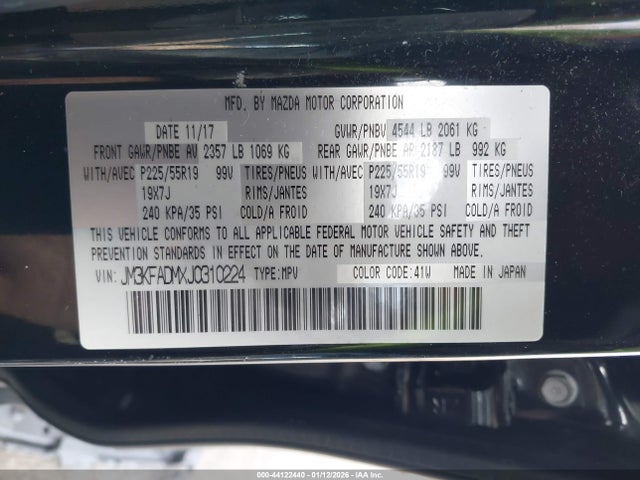 MFD. BY MAZDA MOTOR CORPORATION
DATE 11/17 GVWR/PNBV 4544 LB 2061 KG
FRONT GAWR/PNBE AV 2357 LB 1069 KG REAR GAWR/PNBE AR 2187 LB 992 KG
WITH/AVEC P225/55R19 99V TIRES/PNEUS WITH/AVEC P225/55R19 99V TIRES/PNEUS
19X7J RIMS/JANTES 19X7J RIMS/JANTES
240 KPA/35 PSI COLD/A FROID 240 KPA/35 PSI COLD/A FROID
THIS VEHICLE CONFORMS TO ALL APPLICABLE FEDERAL MOTOR VEHICLE SAFETY AND THEFT
PREVENTION STANDARDS IN EFFECT ON THE DATE OF MANUFACTURE SHOWN ABOVE.
VIN: JM3KFADMXJ0310224 TYPE:MPV COLOR CODE:41W MADE IN JAPAN
000-44122440 - 01/12/2026 - IAA Inc.